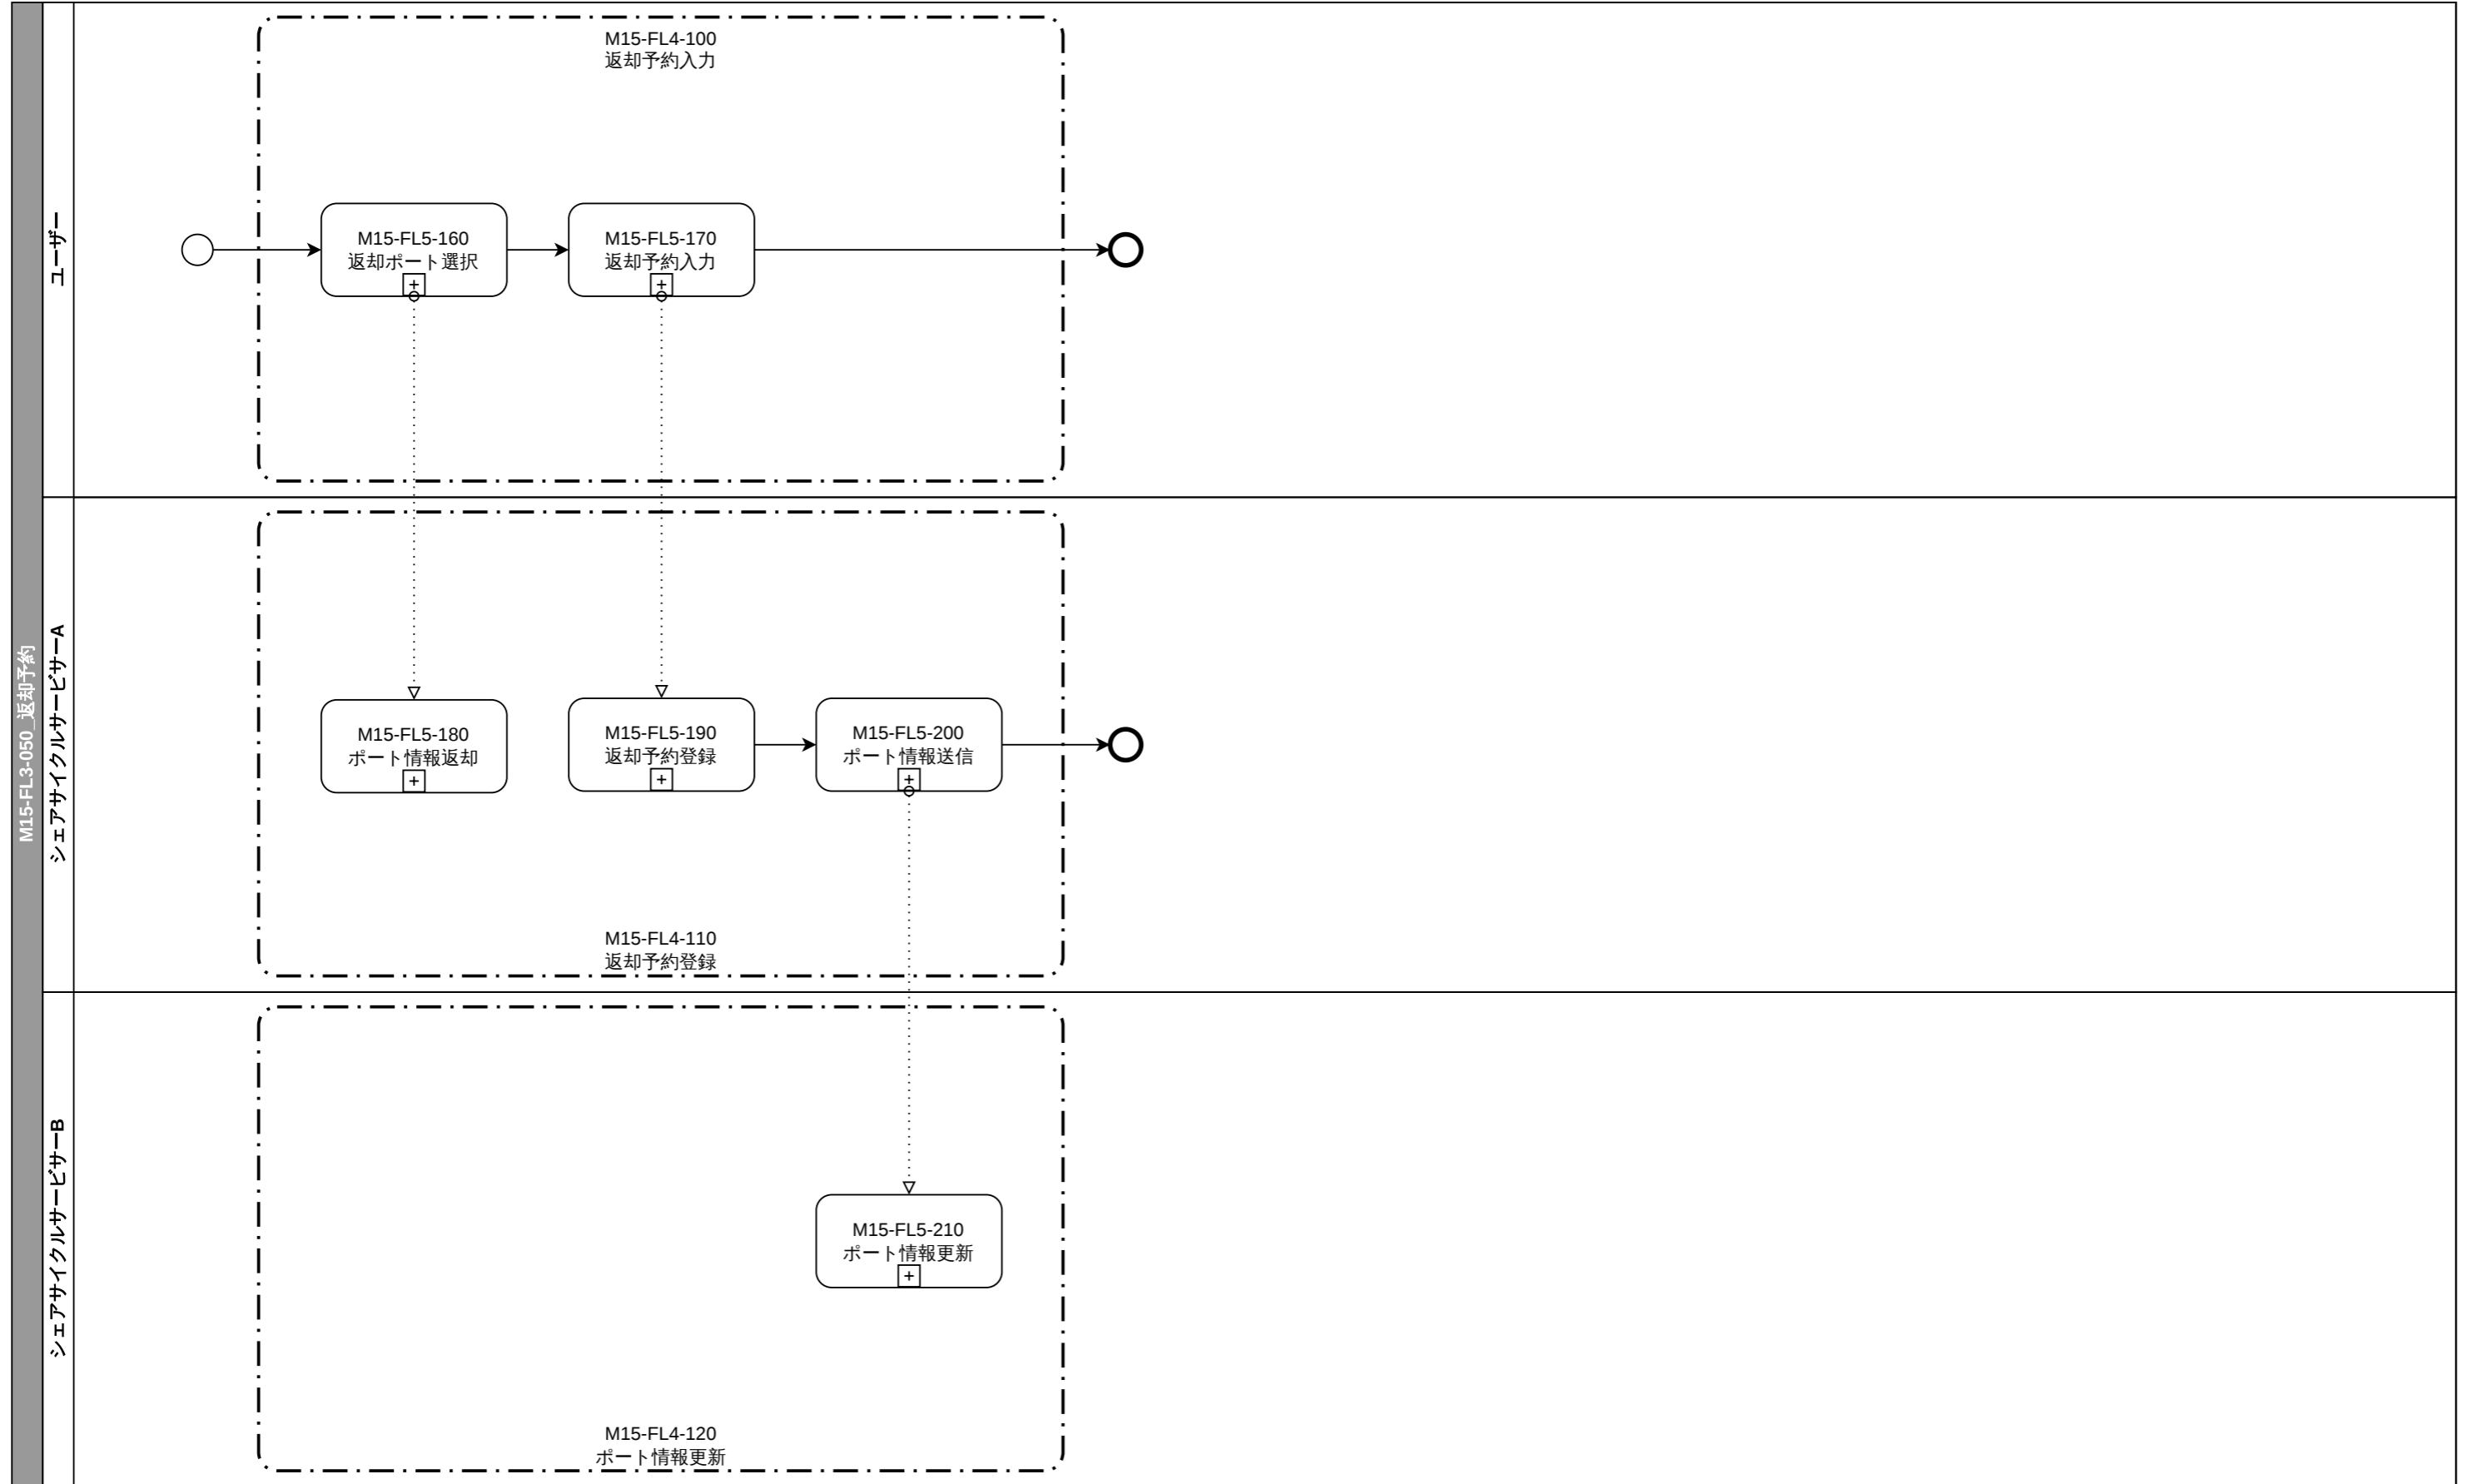 M15-FL3-050_返却予約
ユーザー
M15-FL4-100
返却予約入力
M15-FL5-160
返却ポート選択
M15-FL5-170
返却予約入力
シェアサイクルサービサーA
M15-FL5-180
ポート情報返却
M15-FL5-190
返却予約登録
M15-FL5-200
ポート情報送信
M15-FL4-110
返却予約登録
シェアサイクルサービサーB
M15-FL5-210
ポート情報更新
M15-FL4-120
ポート情報更新